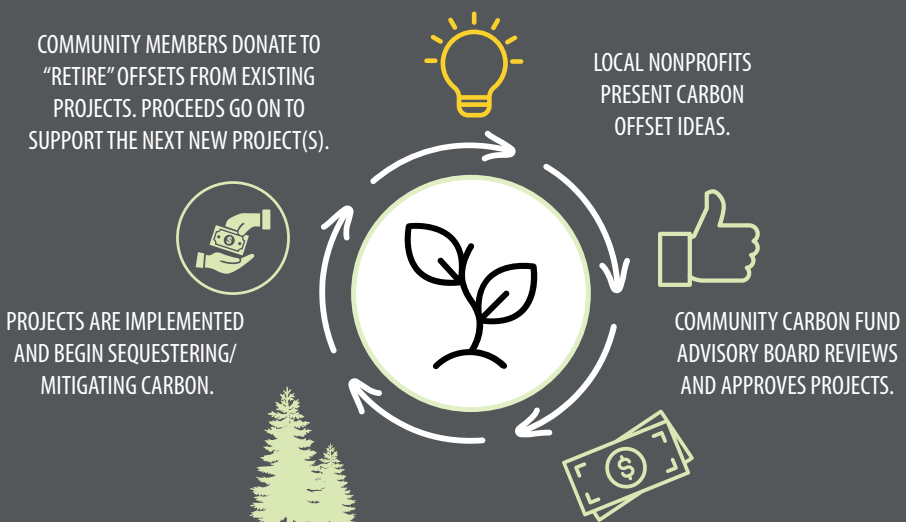 COMMUNITY MEMBERS DONATE TO
“RETIRE” OFFSETS FROM EXISTING
PROJECTS. PROCEEDS GO ON TO
SUPPORT THE NEXT NEW PROJECT(S).
LOCAL NONPROFITS
PRESENT CARBON
OFFSET IDEAS.
COMMUNITY CARBON FUND
ADVISORY BOARD REVIEWS
AND APPROVES PROJECTS.
PROJECTS ARE IMPLEMENTED
AND BEGIN SEQUESTERING/
MITIGATING CARBON.
$
$